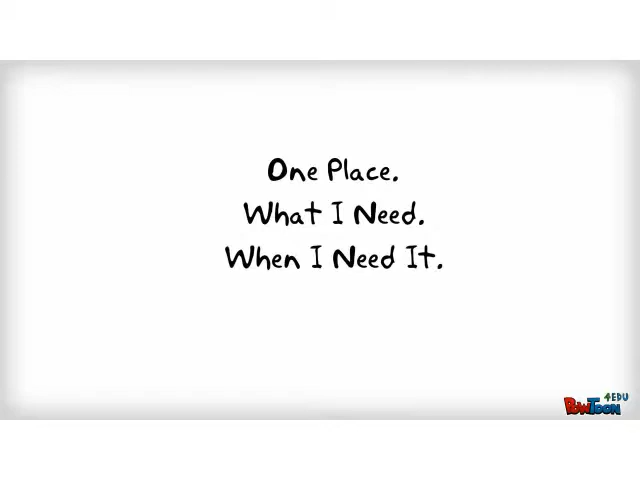 One Place.
What I Need.
When I Need It.
4EDU
PowToon